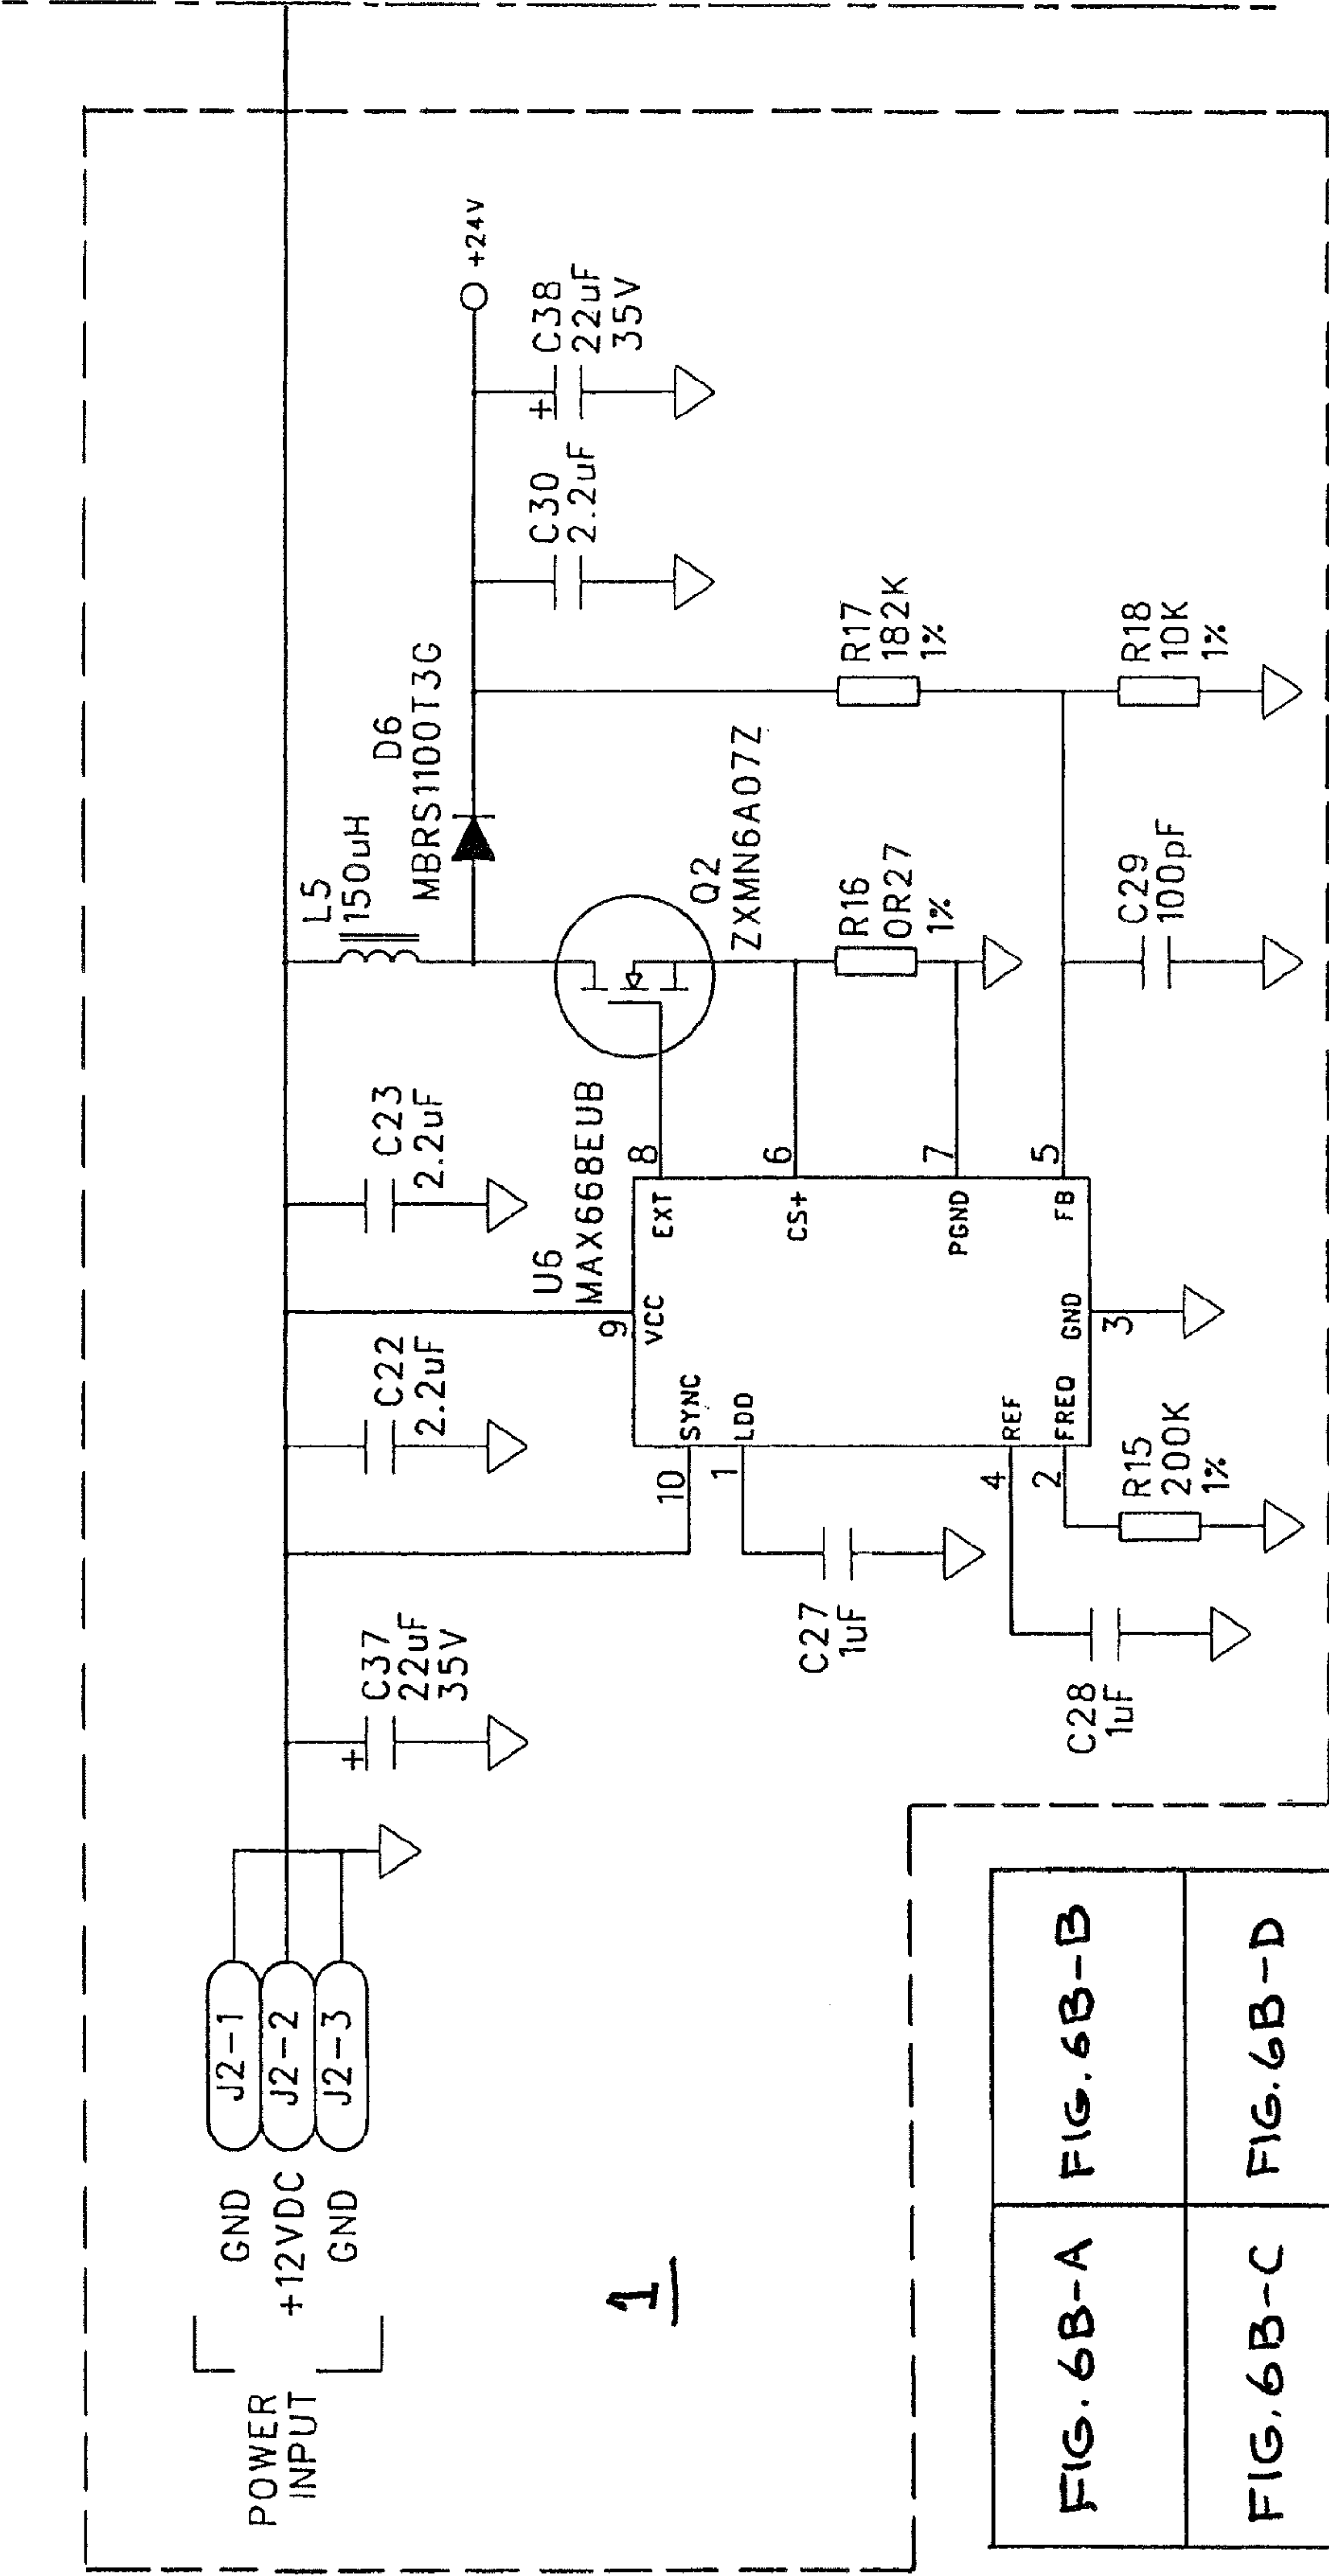 POWER
INPUT
GND
+12VDC
GND
J2-1
J2-2
J2-3
C37
22uF
35V
C22
2.2uF
C23
2.2uF
L5
150uH
D6
MBRS1100T3G
+24V
C30
2.2uF
C38
22uF
35V
U6
MAX668EUB
Q2
ZXMN6A07Z
9
VCC
10
SYNC
1
LDO
4
REF
2
FREQ
GND
3
EXT
8
CS+
6
PGND
7
FB
5
C27
1uF
C28
1uF
R15
200K
1%
R16
0R27
1%
R17
182K
1%
R18
10K
1%
C29
100pF
1
FIG. 6B-A
FIG. 6B-B
FIG. 6B-C
FIG. 6B-D